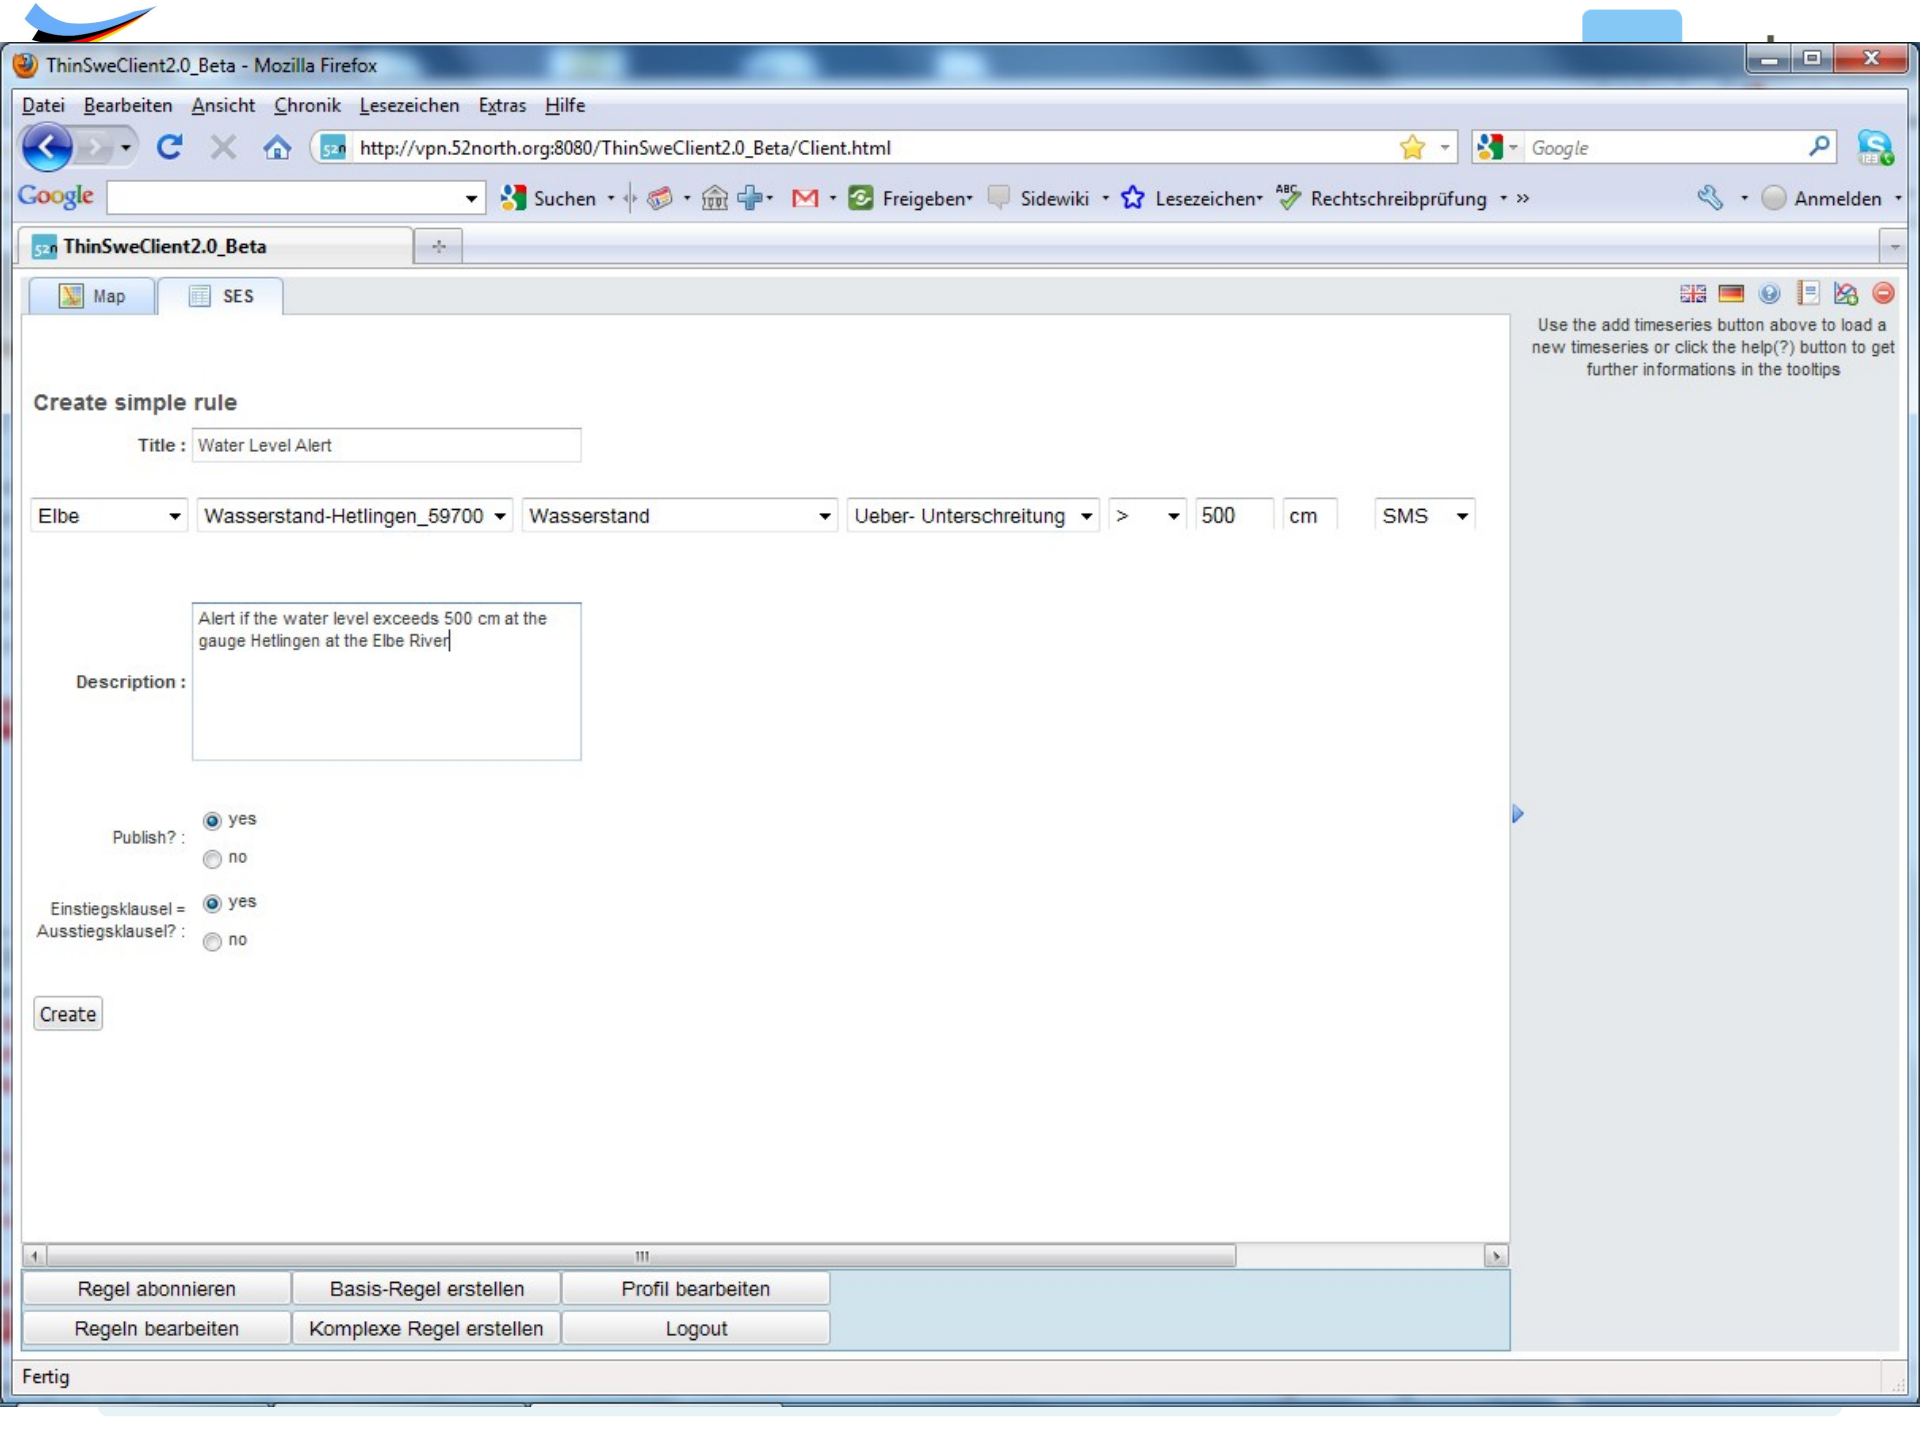 ThinSweClient2.0_Beta - Mozilla Firefox
Datei Bearbeiten Ansicht Chronik Lesezeichen Extras Hilfe
52n http://vpn.52north.org:8080/ThinSweClient2.0_Beta/Client.html Google
Google Suchen Freigeben Sidewiki Lesezeichen ABC Rechtschreibprüfung » Anmelden
52n ThinSweClient2.0_Beta
Map SES
Use the add timeseries button above to load a
new timeseries or click the help(?) button to get
further informations in the tooltips
Create simple rule
Title : Water Level Alert
Elbe Wasserstand-Hetlingen_59700 Wasserstand Ueber- Unterschreitung > 500 cm SMS
Alert if the water level exceeds 500 cm at the
gauge Hetlingen at the Elbe River
Description :
yes
Publish? :
no
yes
Einstiegsklausel =
Ausstiegsklausel? :
no
Create
Regel abonnieren Basis-Regel erstellen Profil bearbeiten
Regeln bearbeiten Komplexe Regel erstellen Logout
Fertig